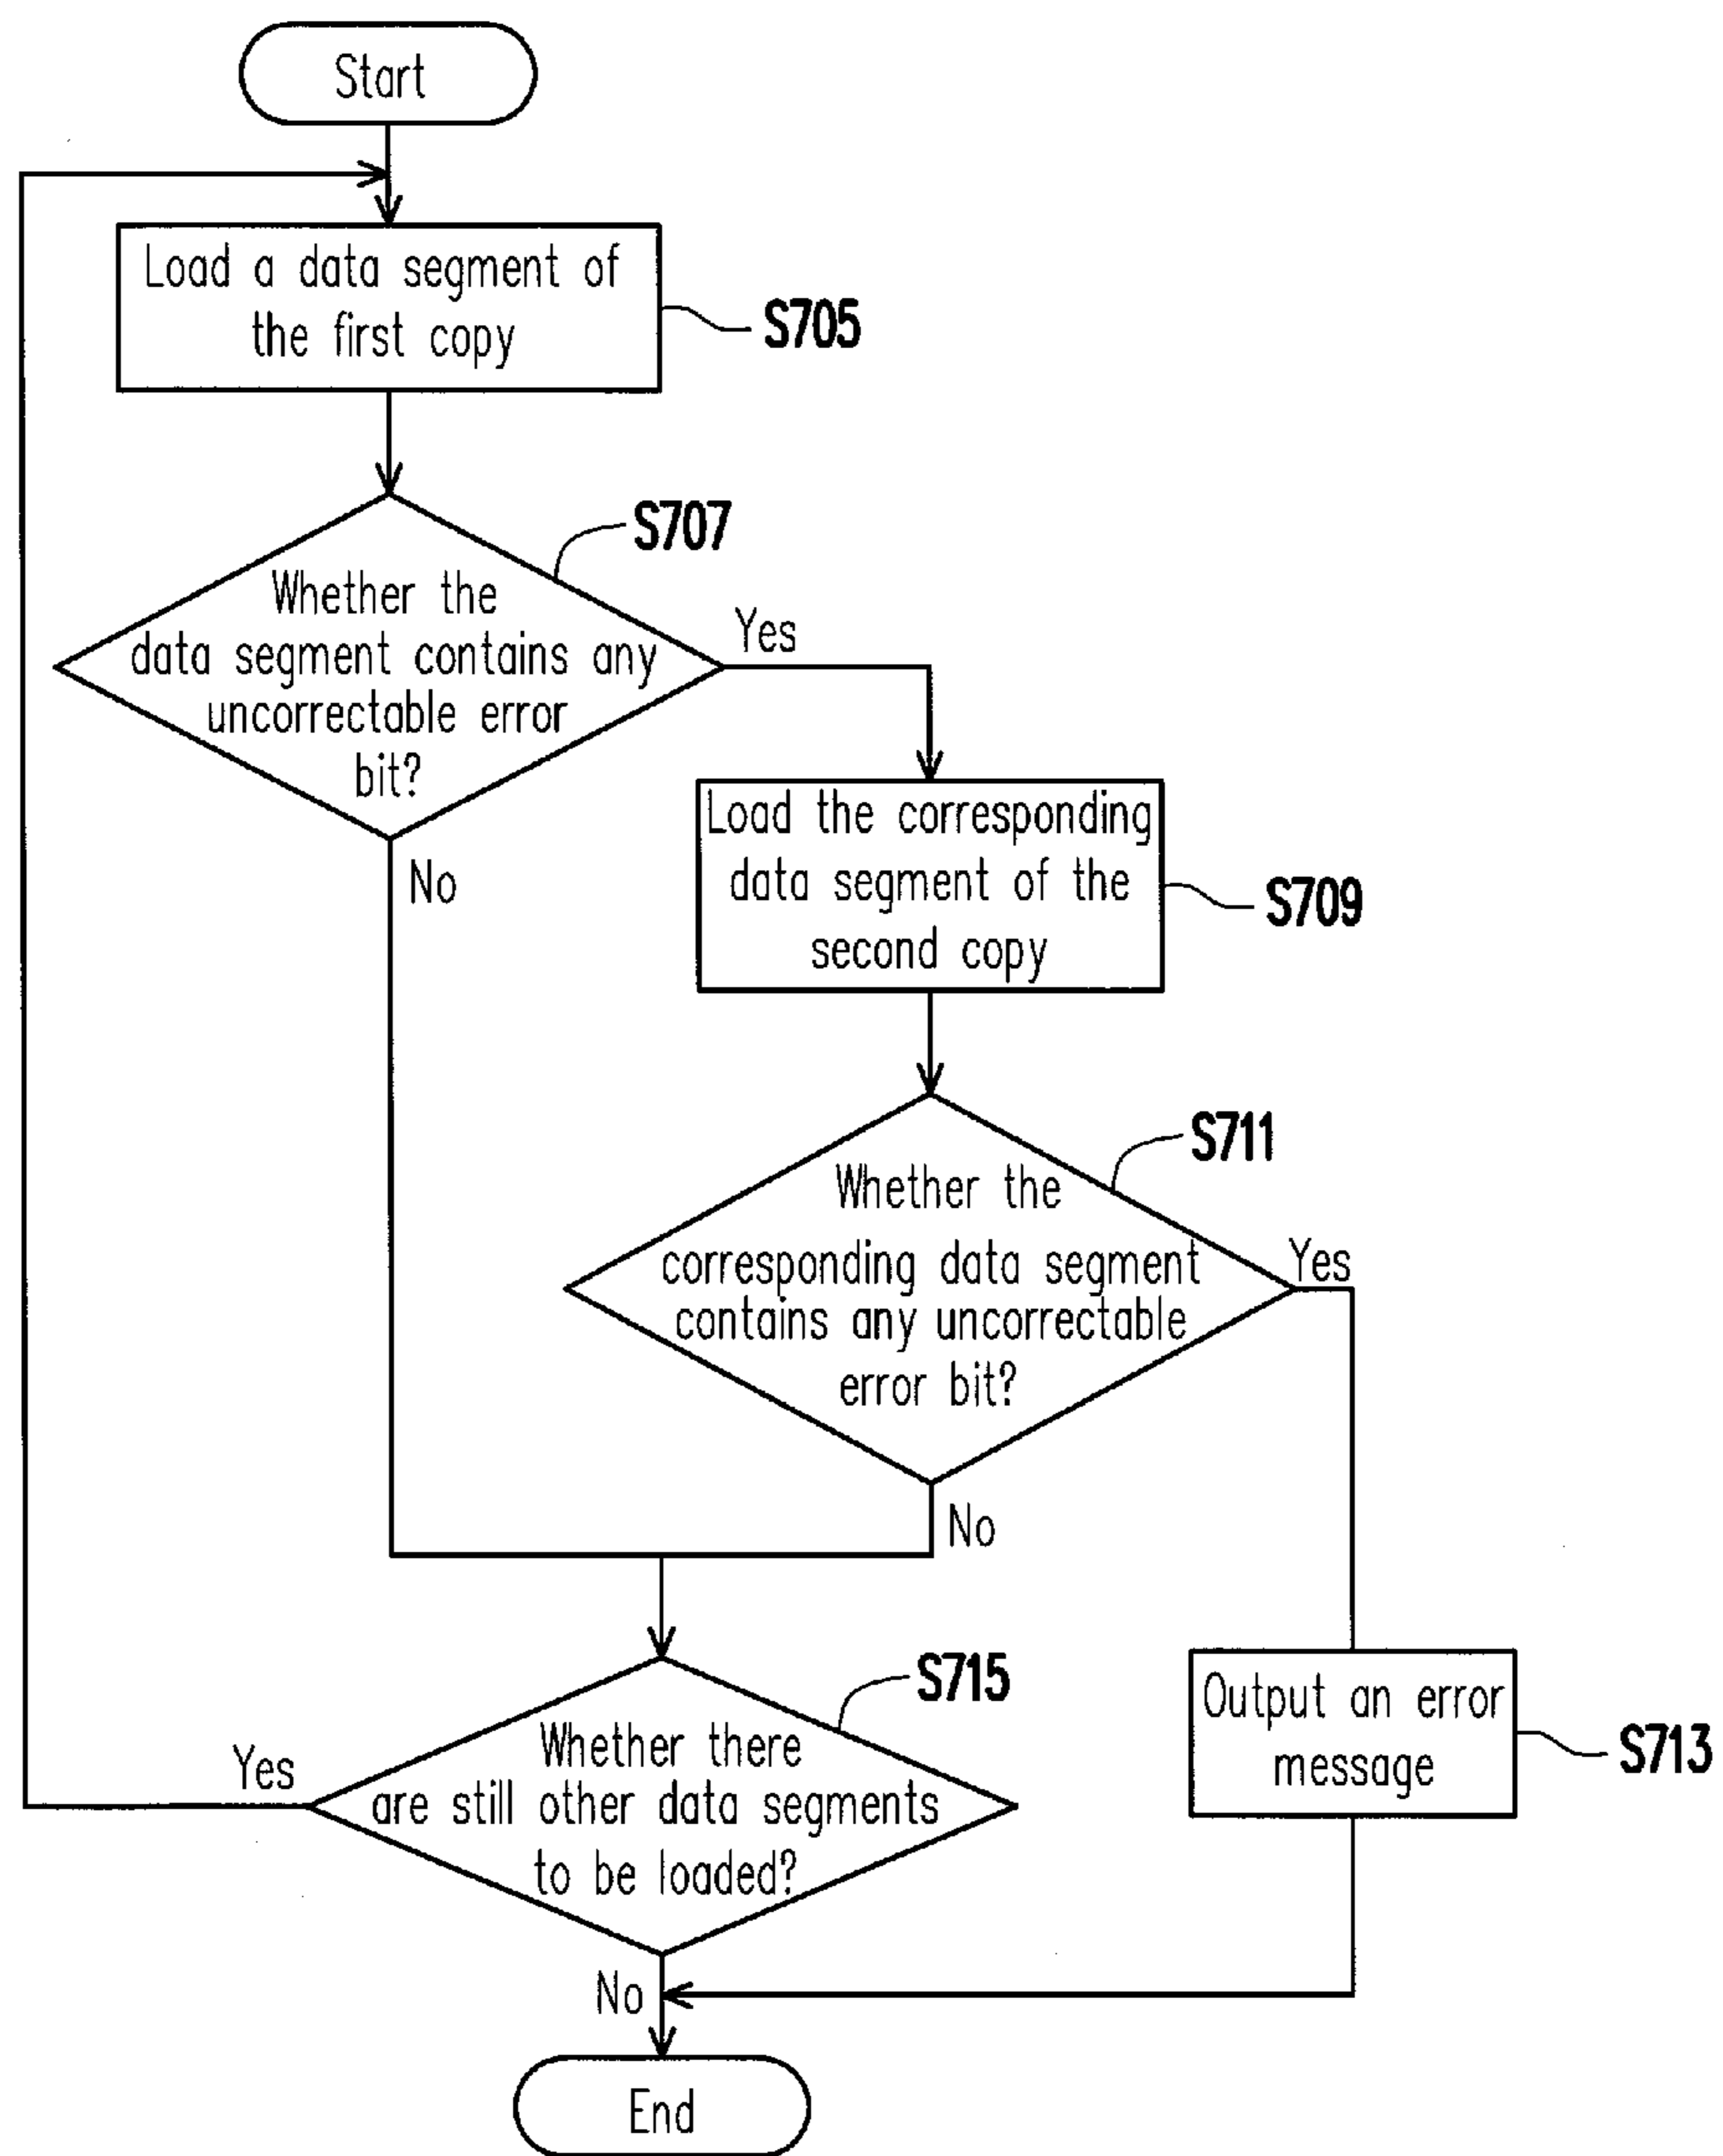 Start
Load a data segment of
the first copy
S705
S707
Whether the
data segment contains any
uncorrectable error
bit?
Yes
No
Load the corresponding
data segment of the
second copy
S709
S711
Whether the
corresponding data segment
contains any uncorrectable
error bit?
Yes
No
S715
Whether there
are still other data segments
to be loaded?
Yes
No
Output an error
message
S713
End